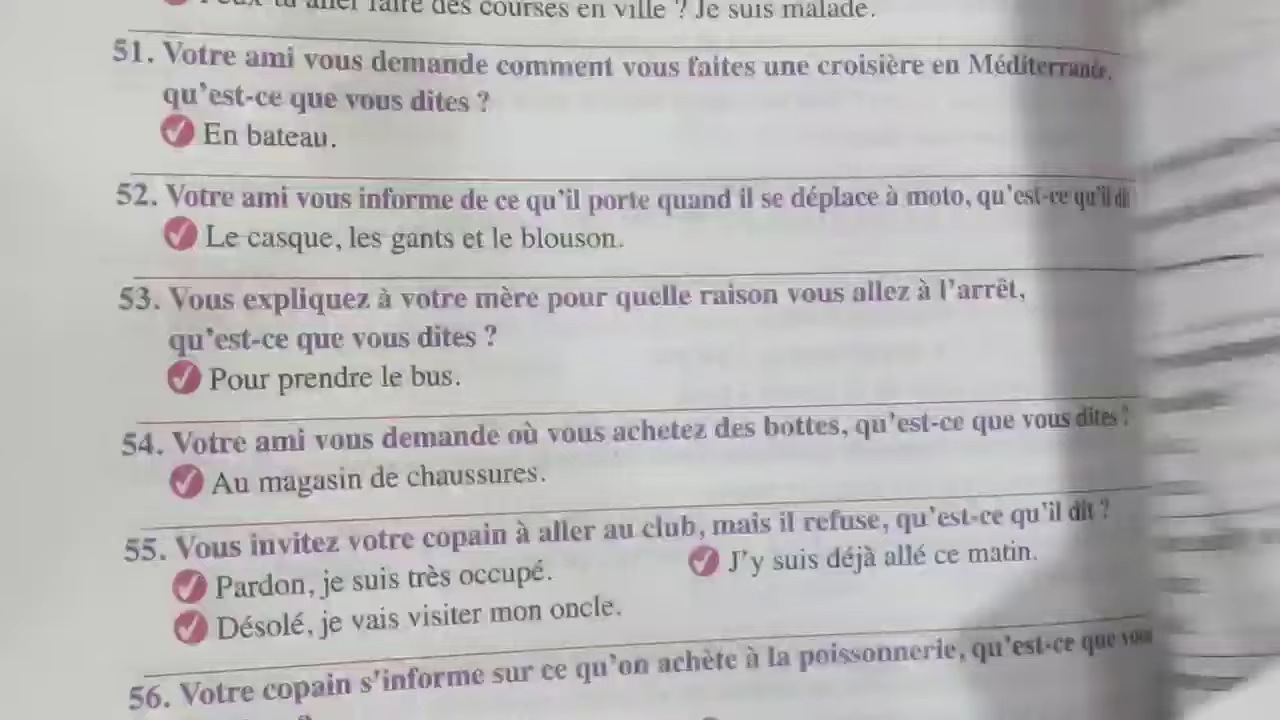 tu aller faire des courses en ville ? Je suis malade.
51. Votre ami vous demande comment vous faites une croisière en Méditerranée,
qu'est-ce que vous dites ?
En bateau.
52. Votre ami vous informe de ce qu'il porte quand il se déplace à moto, qu'est-ce qu'il dit
Le casque, les gants et le blouson.
53. Vous expliquez à votre mère pour quelle raison vous allez à l'arrêt,
qu'est-ce que vous dites ?
Pour prendre le bus.
54. Votre ami vous demande où vous achetez des bottes, qu'est-ce que vous dites ?
Au magasin de chaussures.
55. Vous invitez votre copain à aller au club, mais il refuse, qu'est-ce qu'il dit ?
Pardon, je suis très occupé. J'y suis déjà allé ce matin.
Désolé, je vais visiter mon oncle.
56. Votre copain s'informe sur ce qu'on achète à la poissonnerie, qu'est-ce que vous